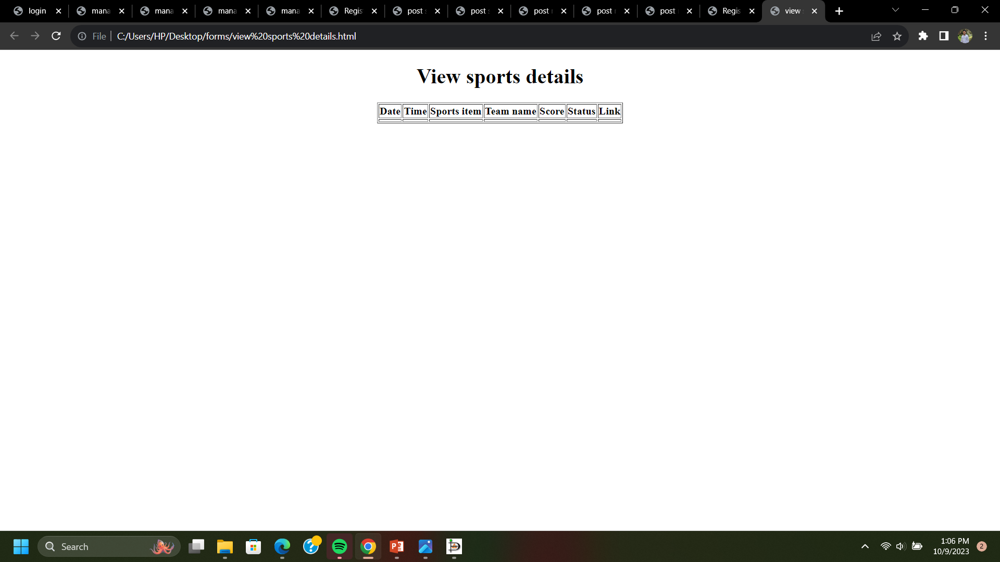 login mana mana mana mana Regis post s post s post r post r post Regis view
File C:/Users/HP/Desktop/forms/view%20sports%20details.html
View sports details
Date Time Sports item Team name Score Status Link
Search
1:06 PM
10/9/2023
2